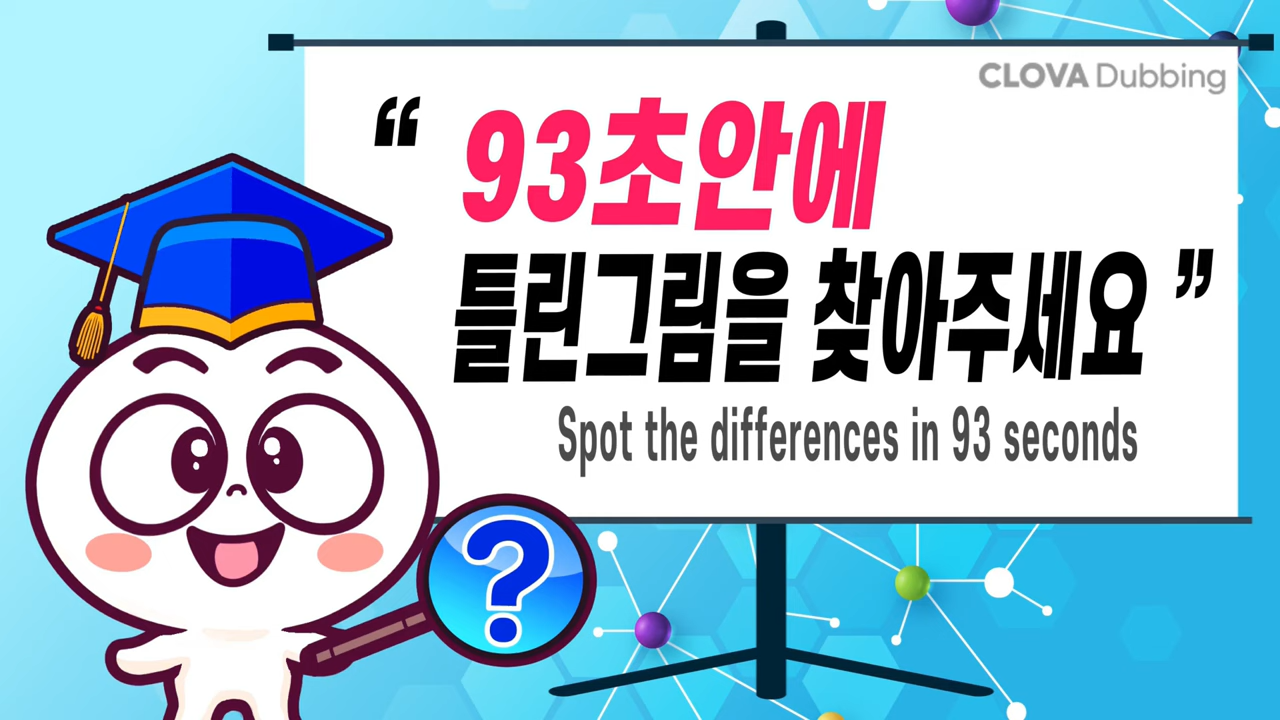 CLOVA Dubbing
“ 93초안에
틀린그림을 찾아주세요 ”
Spot the differences in 93 seconds
?